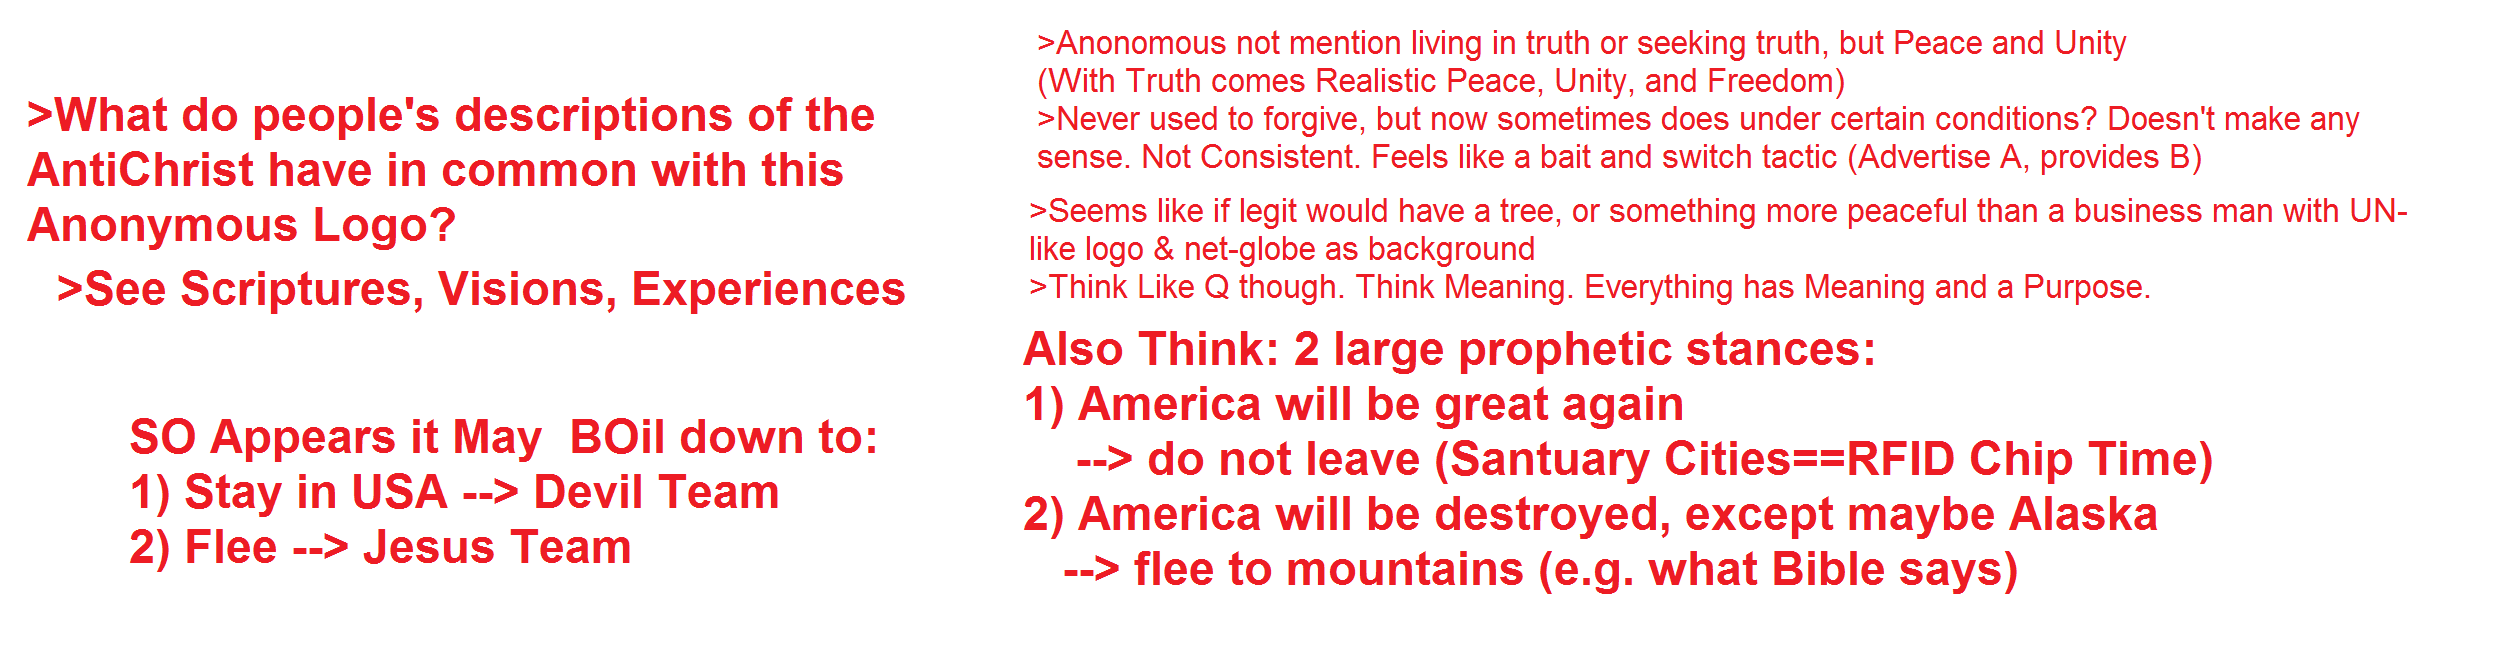 >What do people's descriptions of the
AntiChrist have in common with this
Anonymous Logo?
>See Scriptures, Visions, Experiences
SO Appears it May  BOil down to:
1) Stay in USA --> Devil Team
2) Flee --> Jesus Team
>Anonomous not mention living in truth or seeking truth, but Peace and Unity
(With Truth comes Realistic Peace, Unity, and Freedom)
>Never used to forgive, but now sometimes does under certain conditions? Doesn't make any
sense. Not Consistent. Feels like a bait and switch tactic (Advertise A, provides B)
>Seems like if legit would have a tree, or something more peaceful than a business man with UN-
like logo & net-globe as background
>Think Like Q though. Think Meaning. Everything has Meaning and a Purpose.
Also Think: 2 large prophetic stances:
1) America will be great again
--> do not leave (Santuary Cities==RFID Chip Time)
2) America will be destroyed, except maybe Alaska
--> flee to mountains (e.g. what Bible says)